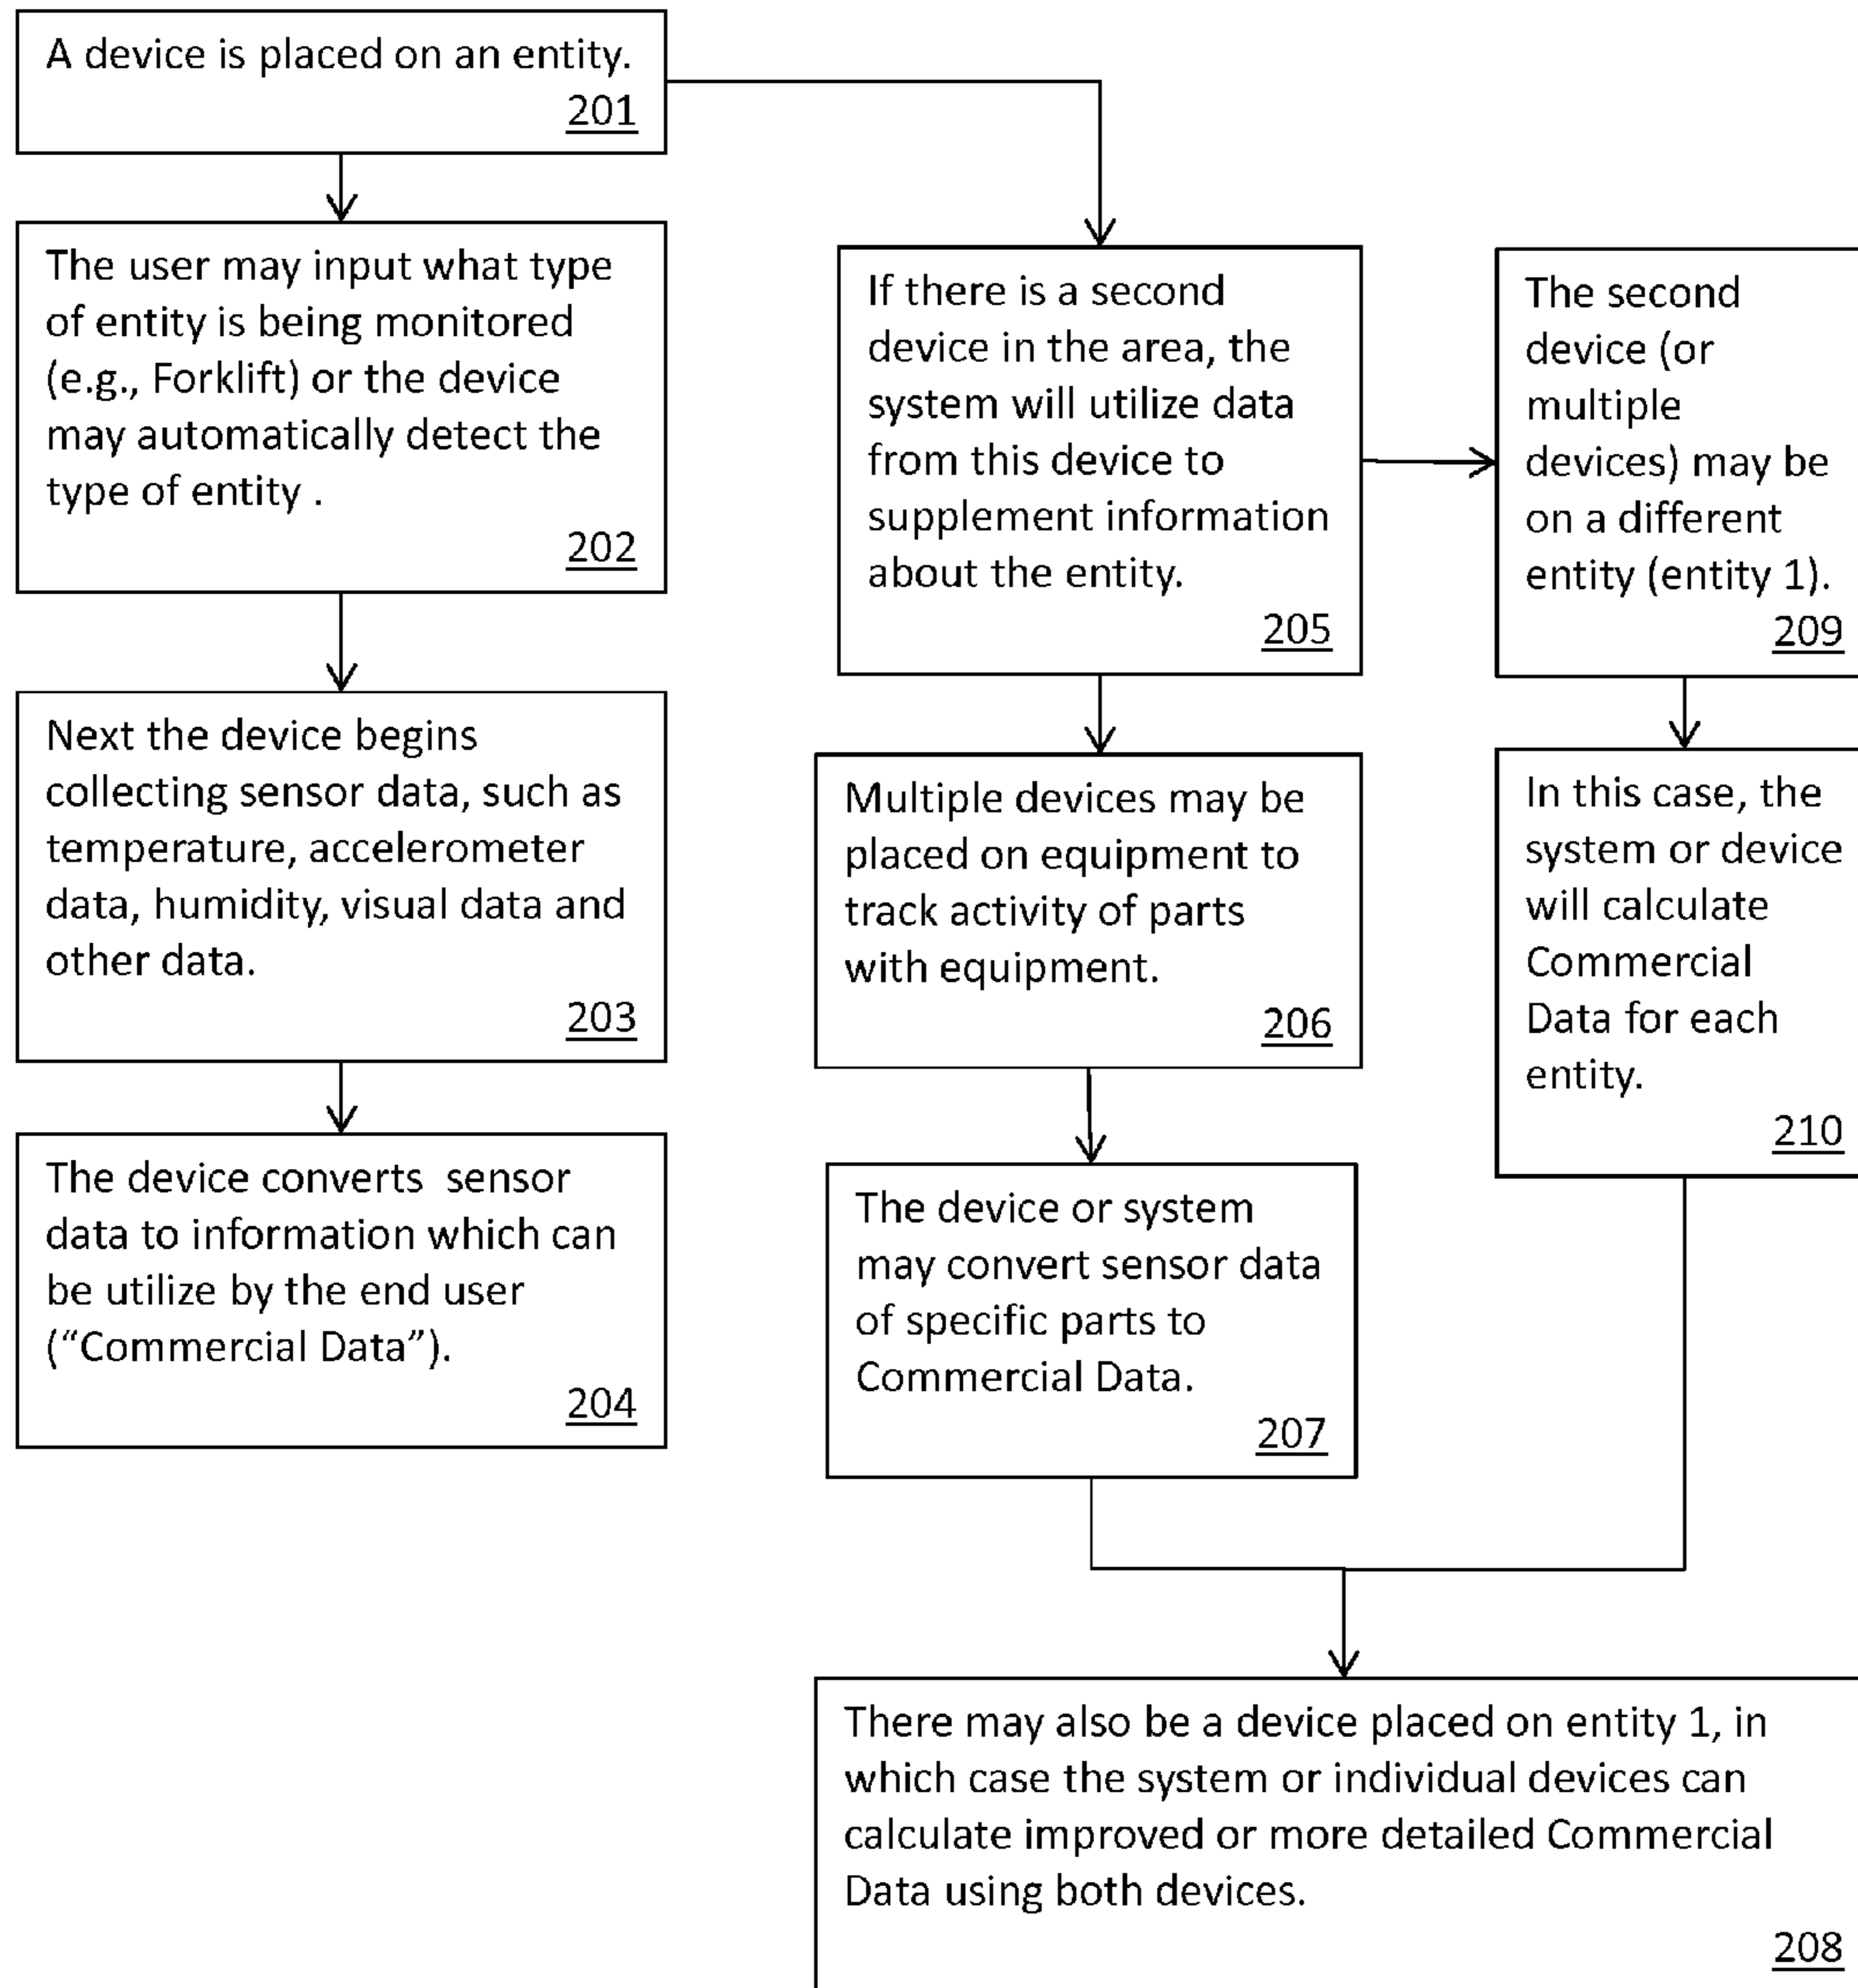 A device is placed on an entity.
201
The user may input what type
of entity is being monitored
(e.g., Forklift) or the device
may automatically detect the
type of entity .
202
Next the device begins
collecting sensor data, such as
temperature, accelerometer
data, humidity, visual data and
other data.
203
The device converts  sensor
data to information which can
be utilize by the end user
(“Commercial Data”).
204
If there is a second
device in the area, the
system will utilize data
from this device to
supplement information
about the entity.
205
Multiple devices may be
placed on equipment to
track activity of parts
with equipment.
206
The device or system
may convert sensor data
of specific parts to
Commercial Data.
207
The second
device (or
multiple
devices) may be
on a different
entity (entity 1).
209
In this case, the
system or device
will calculate
Commercial
Data for each
entity.
210
There may also be a device placed on entity 1, in
which case the system or individual devices can
calculate improved or more detailed Commercial
Data using both devices.
208